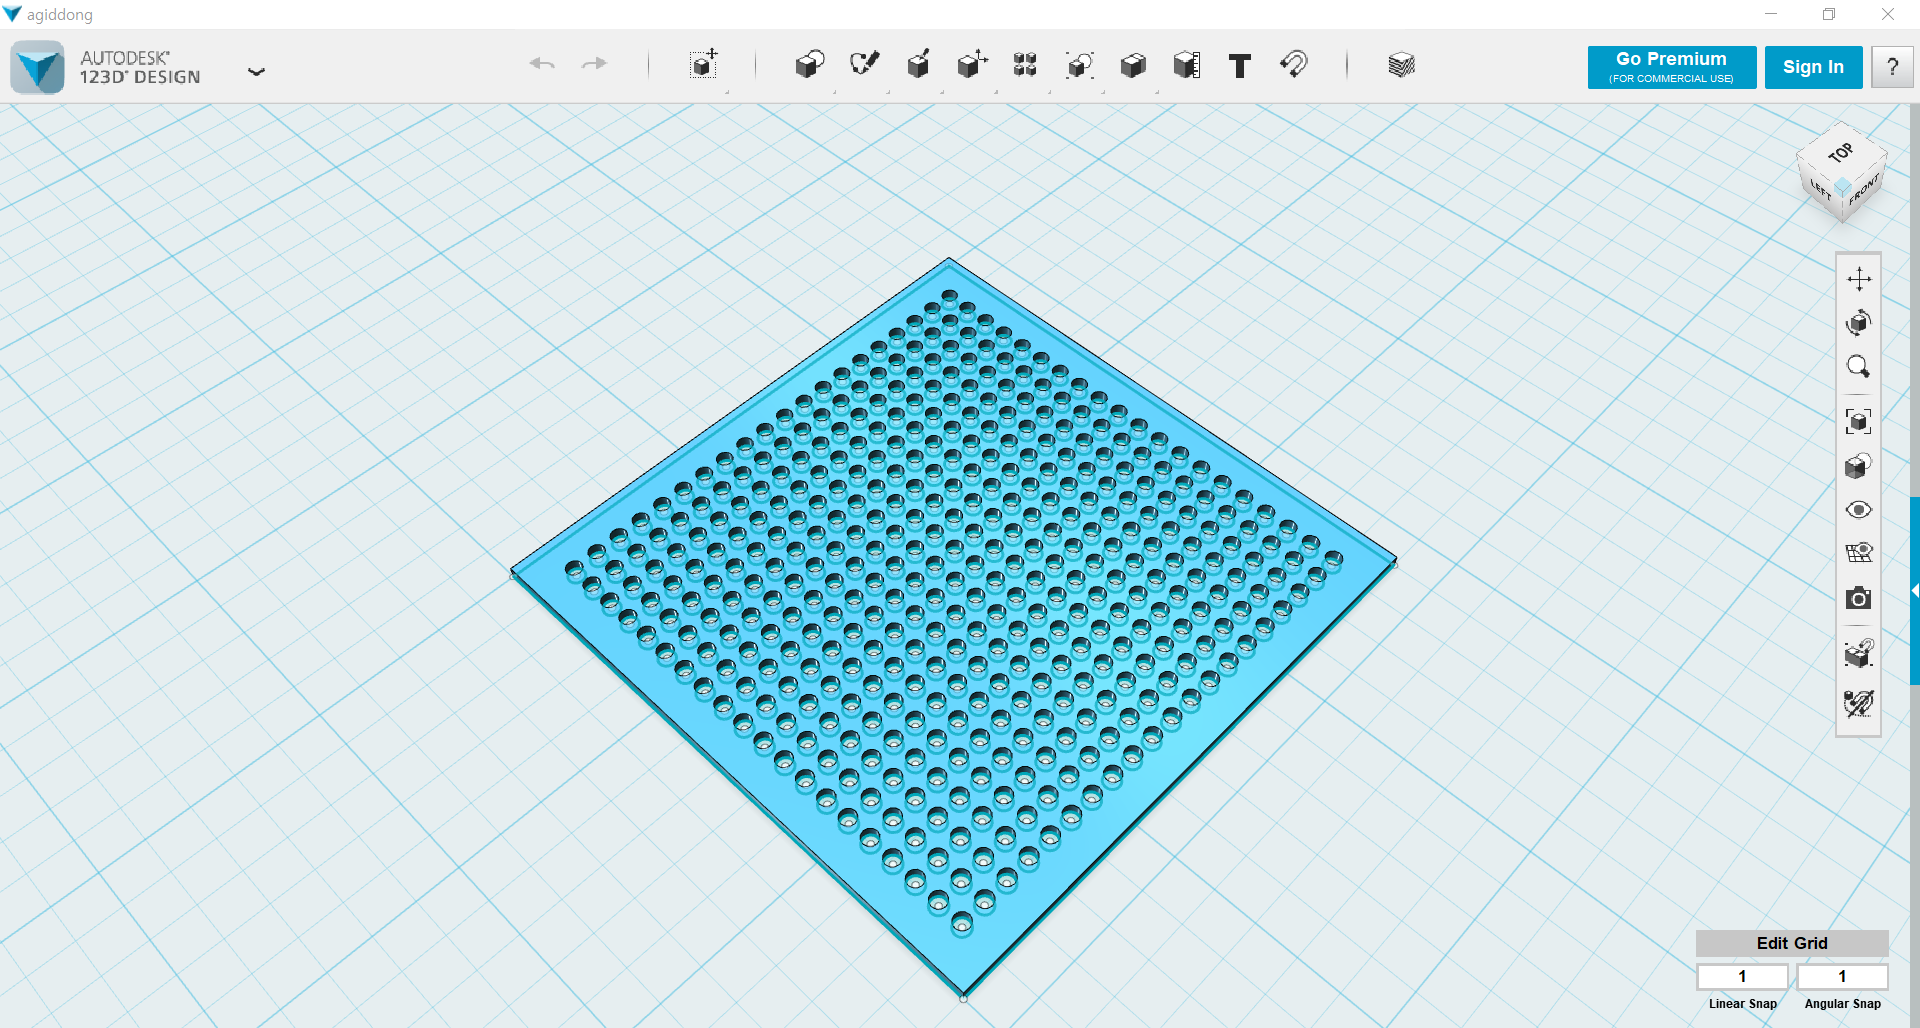 agiddong
AUTODESK®
123D® DESIGN
T
Go Premium
(FOR COMMERCIAL USE)
Sign In
?
TOP
LEFT
FRONT
Edit Grid
1
1
Linear Snap
Angular Snap